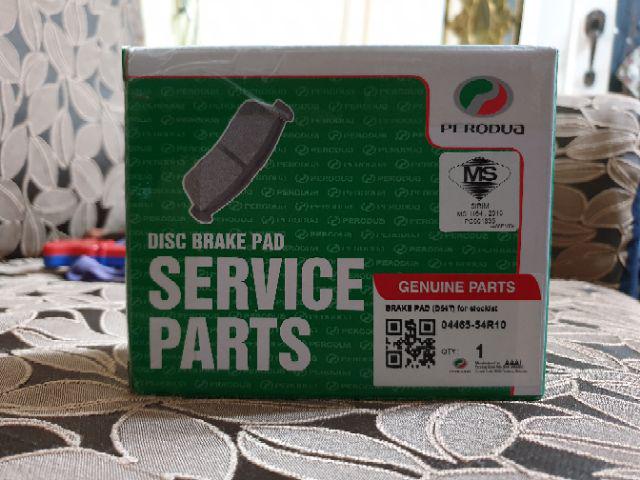 PERODUA
MS
SIRIM
DISC BRAKE PAD
SERVICE
PARTS
GENUINE PARTS
BRAKE PAD (D54T) for stockist
04465-54R10
QTY: 1